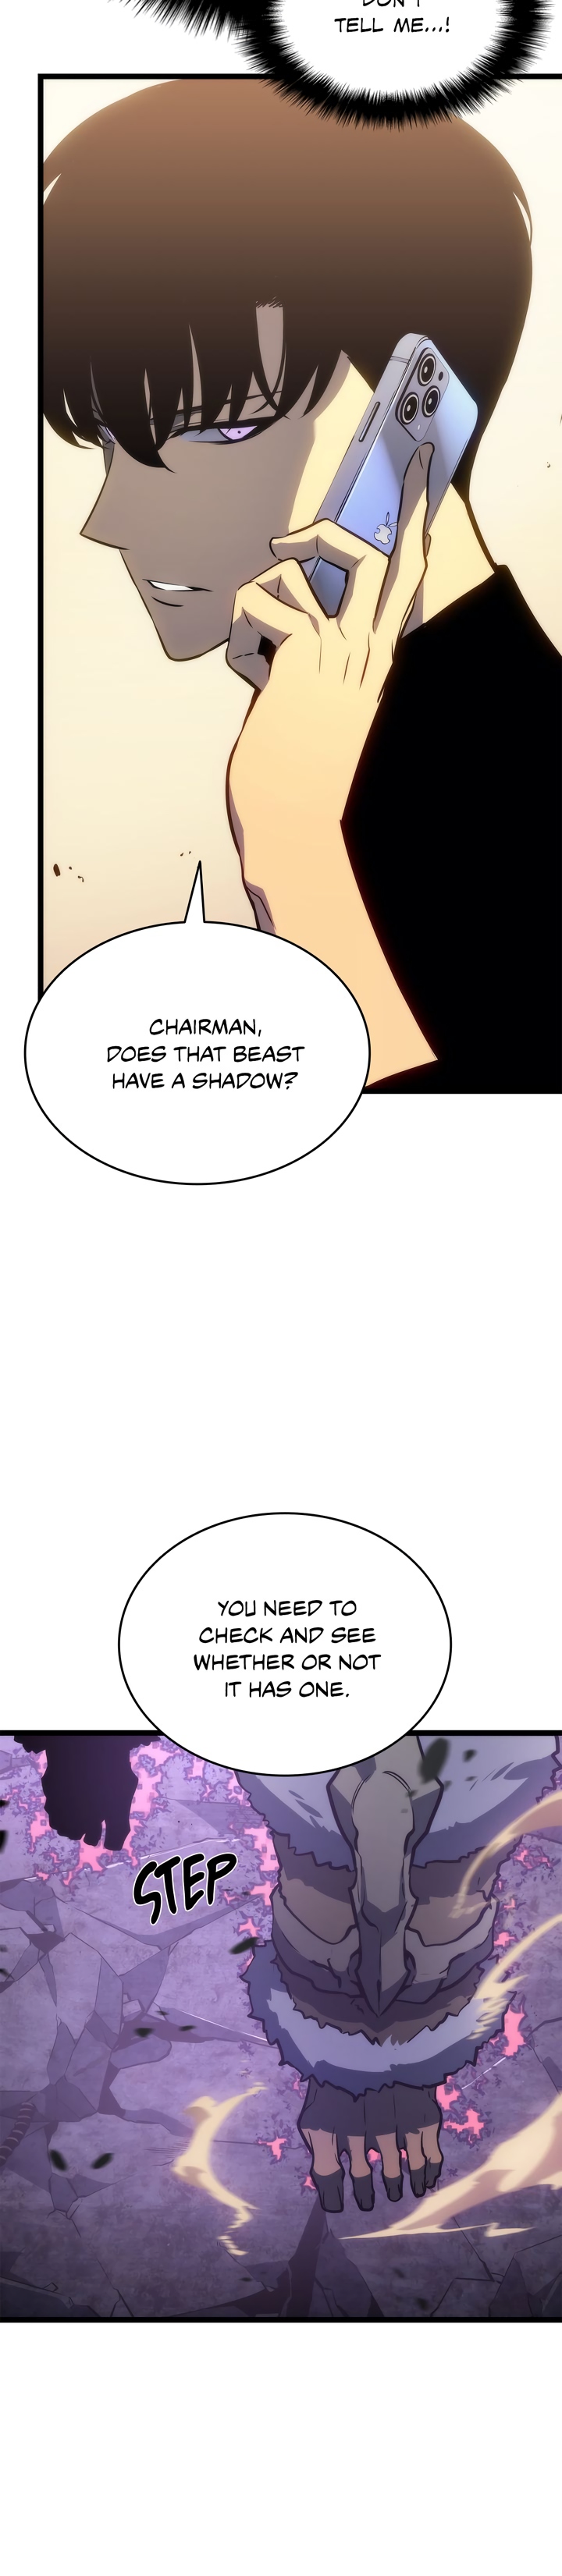 DON'T
TELL ME...!
CHAIRMAN,
DOES THAT BEAST
HAVE A SHADOW?
YOU NEED TO
CHECK AND SEE
WHETHER OR NOT
IT HAS ONE.
STEP